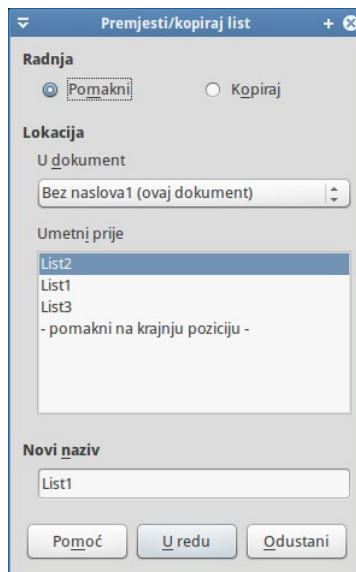 Premjesti/kopiraj list
Radnja
Pomakni Kopiraj
Lokacija
U dokument
Bez naslova1 (ovaj dokument)
Umetni prije
List2
List1
List3
- pomakni na krajnju poziciju -
Novi naziv
List1
Pomoć U redu Odustani